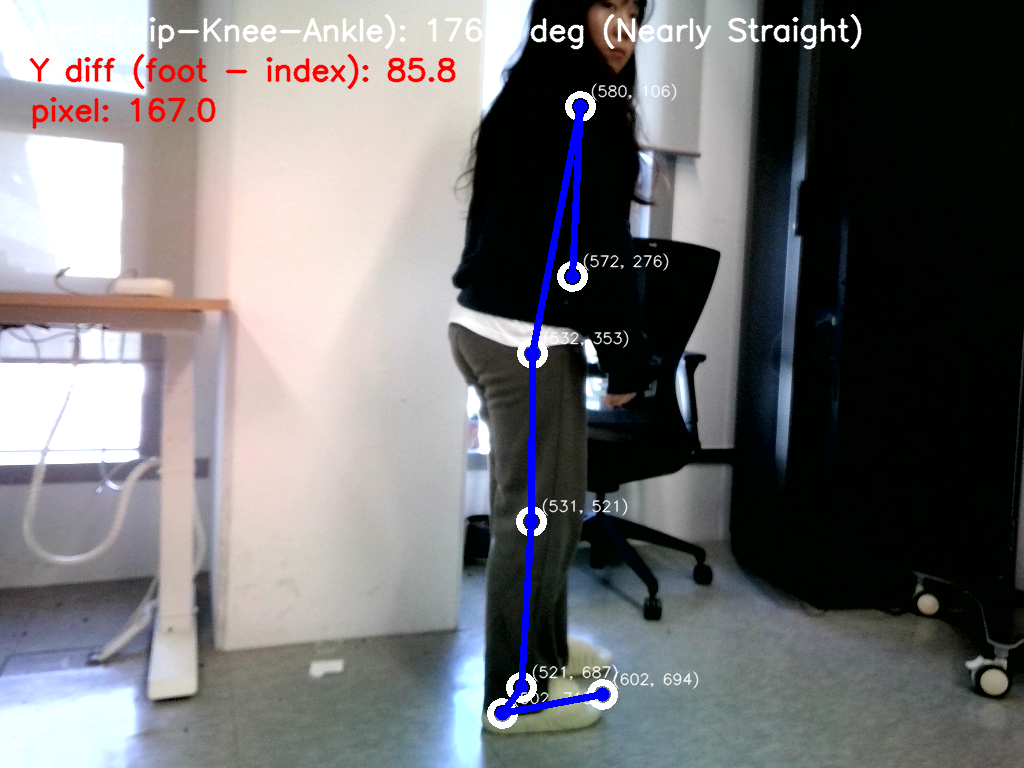 (Hip-Knee-Ankle): 176 deg (Nearly Straight)
Y diff (foot - index): 85.8
pixel: 167.0
(580, 106)
(572, 276)
(532, 353)
(531, 521)
(521, 687)
(602, 694)